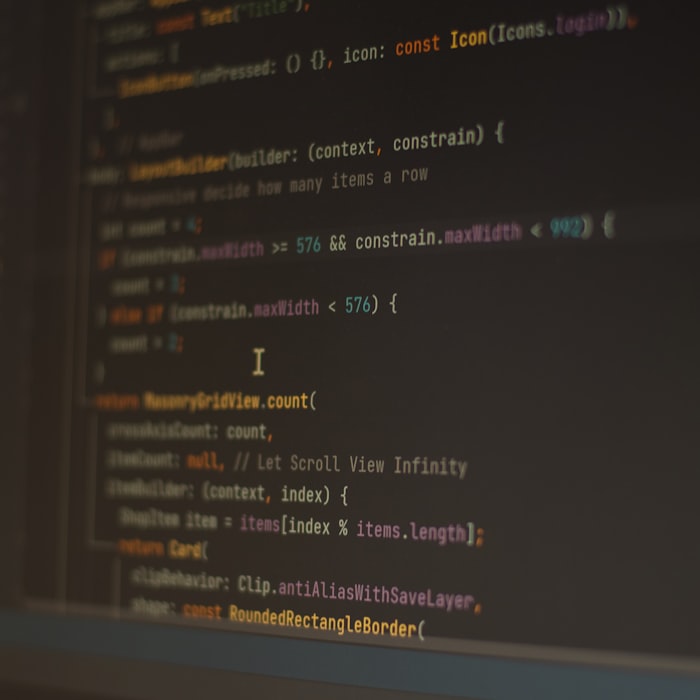 title: const Text("Title"),
actions: [
IconButton(onPressed: () {}, icon: const Icon(Icons.login)),
],
), // AppBar
body: LayoutBuilder(builder: (context, constrain) {
// Responsive decide how many items a row
int count = 4;
if (constrain.maxWidth >= 576 && constrain.maxWidth < 992) {
count = 3;
} else if (constrain.maxWidth < 576) {
count = 2;
}
return MasonryGridView.count(
crossAxisCount: count,
itemCount: null, // Let Scroll View Infinity
itemBuilder: (context, index) {
ShopItem item = items[index % items.length];
return Card(
clipBehavior: Clip.antiAliasWithSaveLayer,
shape: const RoundedRectangleBorder(